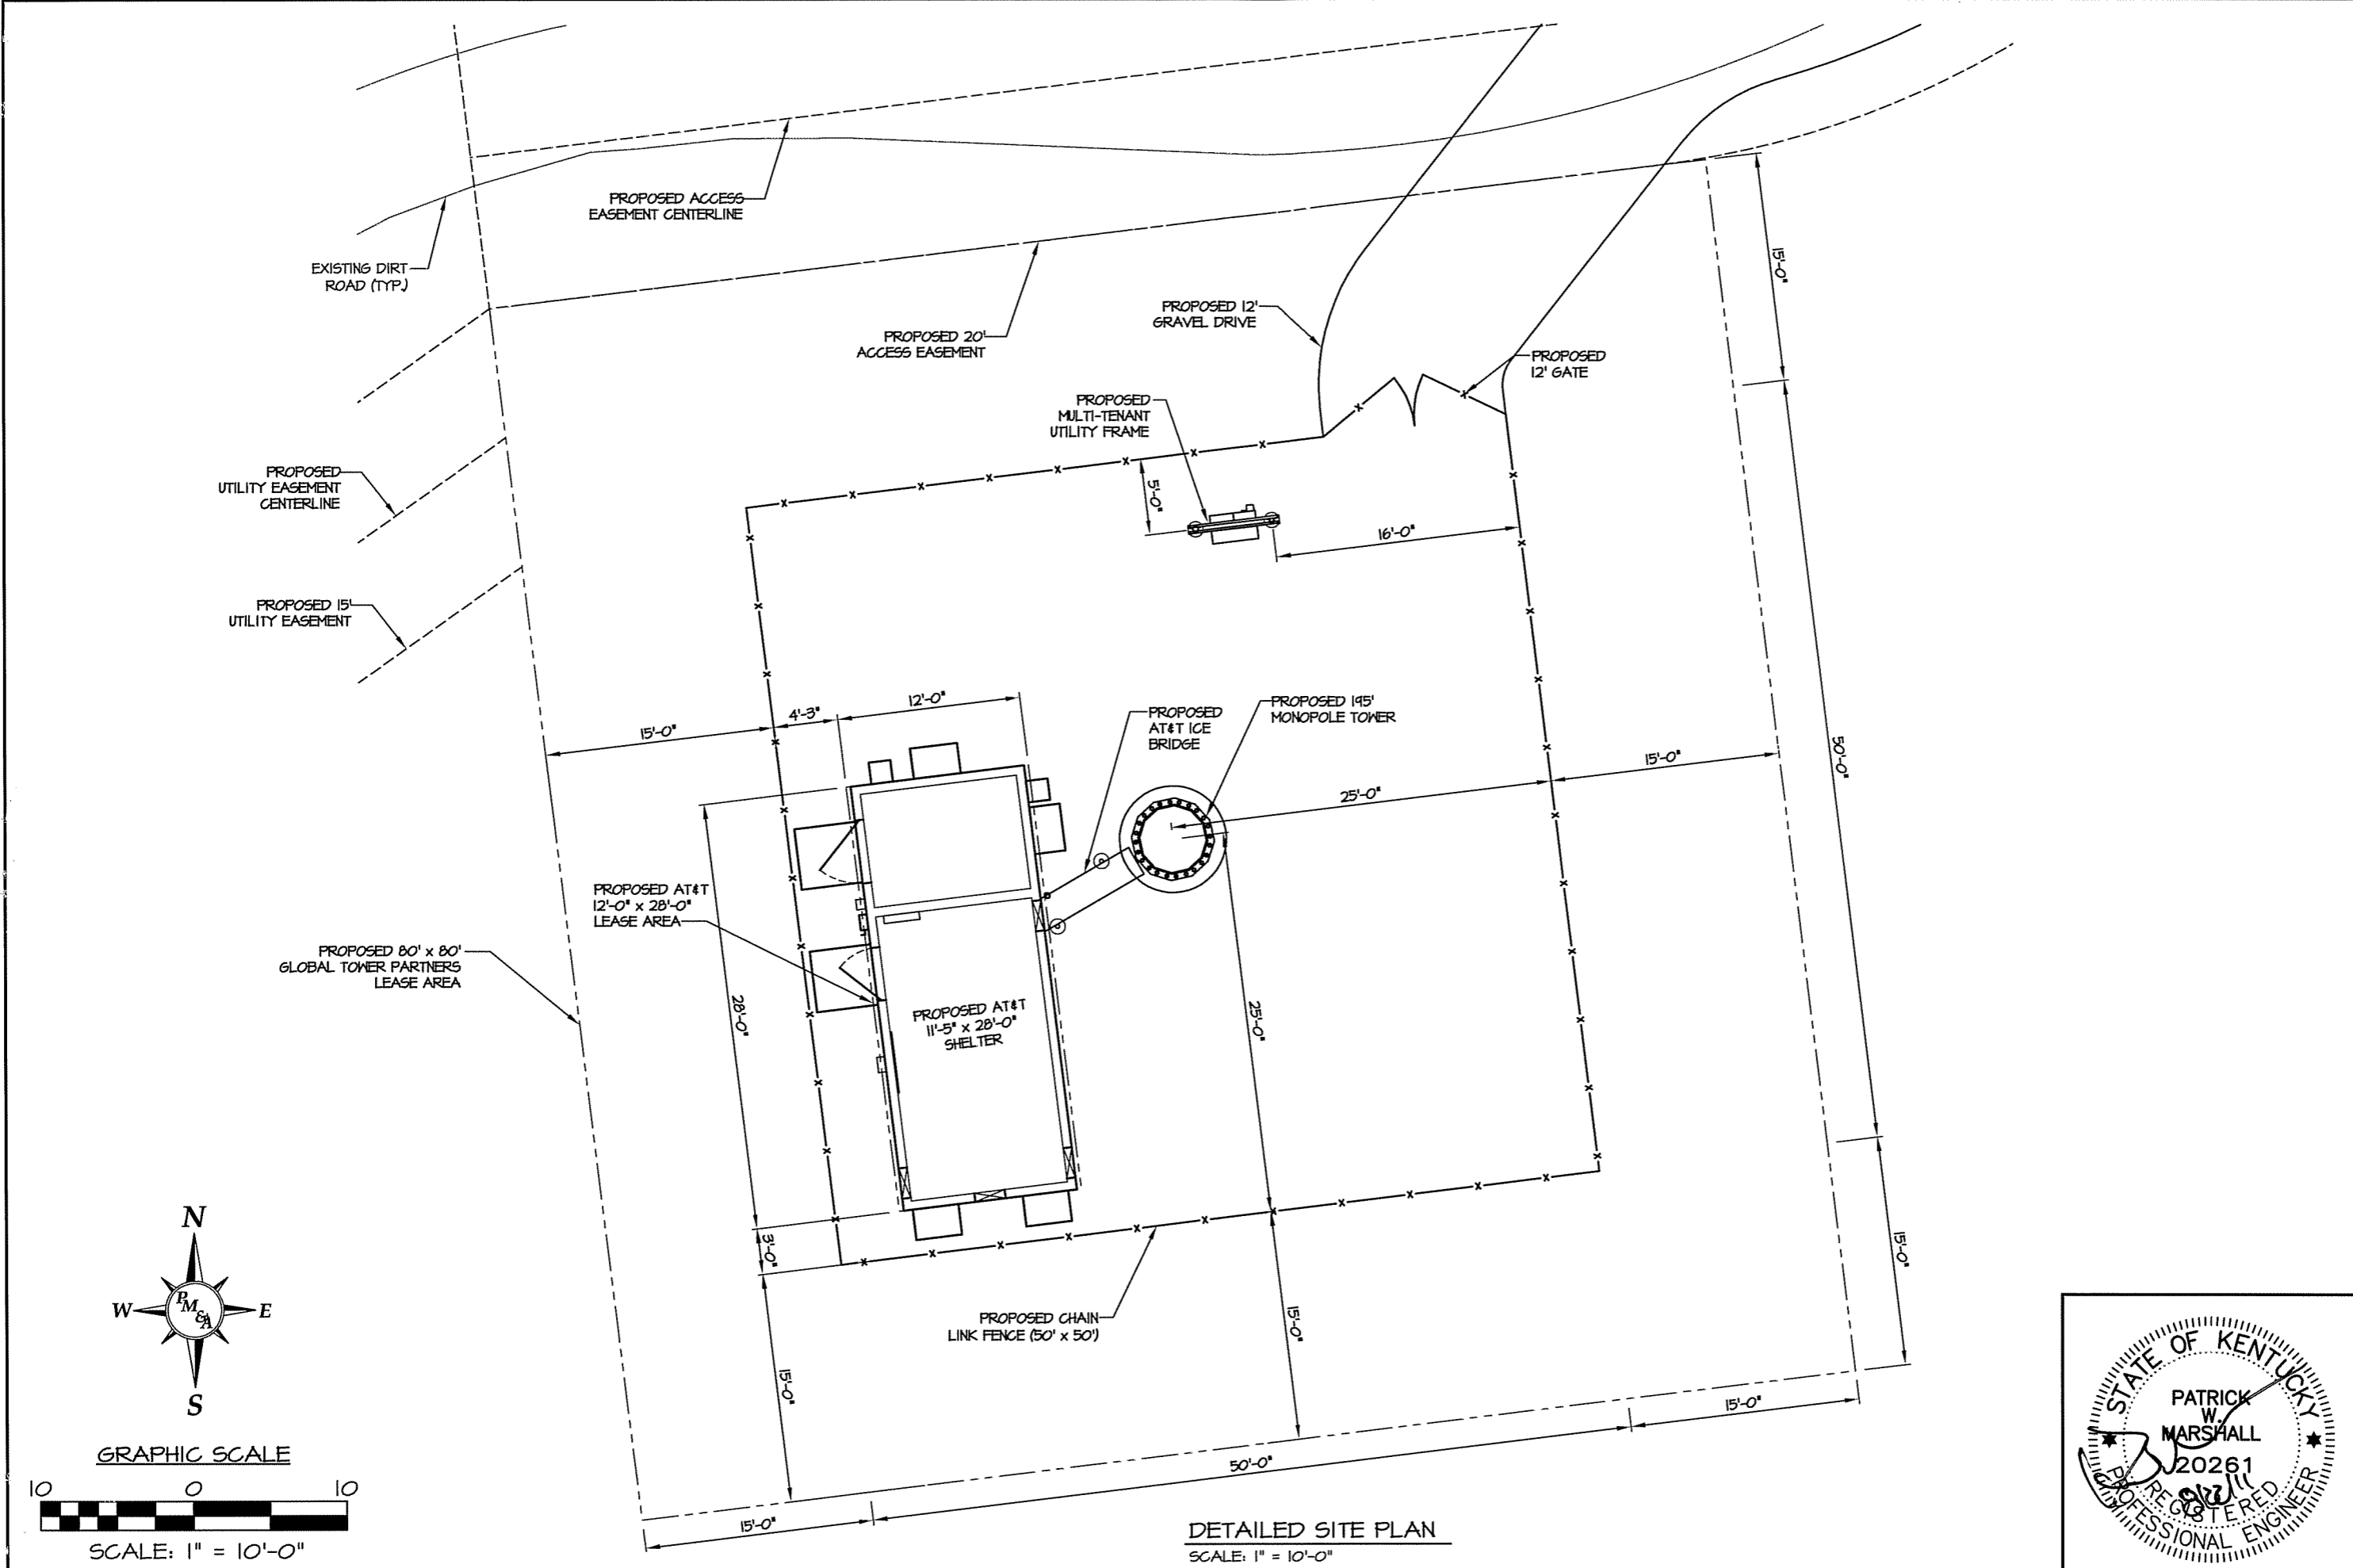 PROPOSED ACCESS
EASEMENT CENTERLINE
EXISTING DIRT
ROAD (TYP.)
15'-0"
PROPOSED 12'
GRAVEL DRIVE
PROPOSED 20'
ACCESS EASEMENT
PROPOSED
12' GATE
PROPOSED
MULTI-TENANT
UTILITY FRAME
PROPOSED
UTILITY EASEMENT
CENTERLINE
5'-0"
16'-0"
PROPOSED 15'
UTILITY EASEMENT
12'-0"
4'-3"
15'-0"
PROPOSED
AT&T ICE
BRIDGE
PROPOSED 195'
MONOPOLE TOWER
15'-0"
50'-0"
25'-0"
PROPOSED AT&T
12'-0" x 28'-0"
LEASE AREA
PROPOSED 80' x 80'
GLOBAL TOWER PARTNERS
LEASE AREA
28'-0"
PROPOSED AT&T
11'-5" x 28'-0"
SHELTER
25'-0"
3'-0"
15'-0"
PROPOSED CHAIN
LINK FENCE (50' x 50')
15'-0"
15'-0"
15'-0"
50'-0"
15'-0"
N
W
E
S
PM&A
GRAPHIC SCALE
10 0 10
SCALE: 1" = 10'-0"
DETAILED SITE PLAN
SCALE: 1" = 10'-0"
STATE OF KENTUCKY
PATRICK
W.
MARSHALL
20261
REGISTERED
PROFESSIONAL ENGINEER